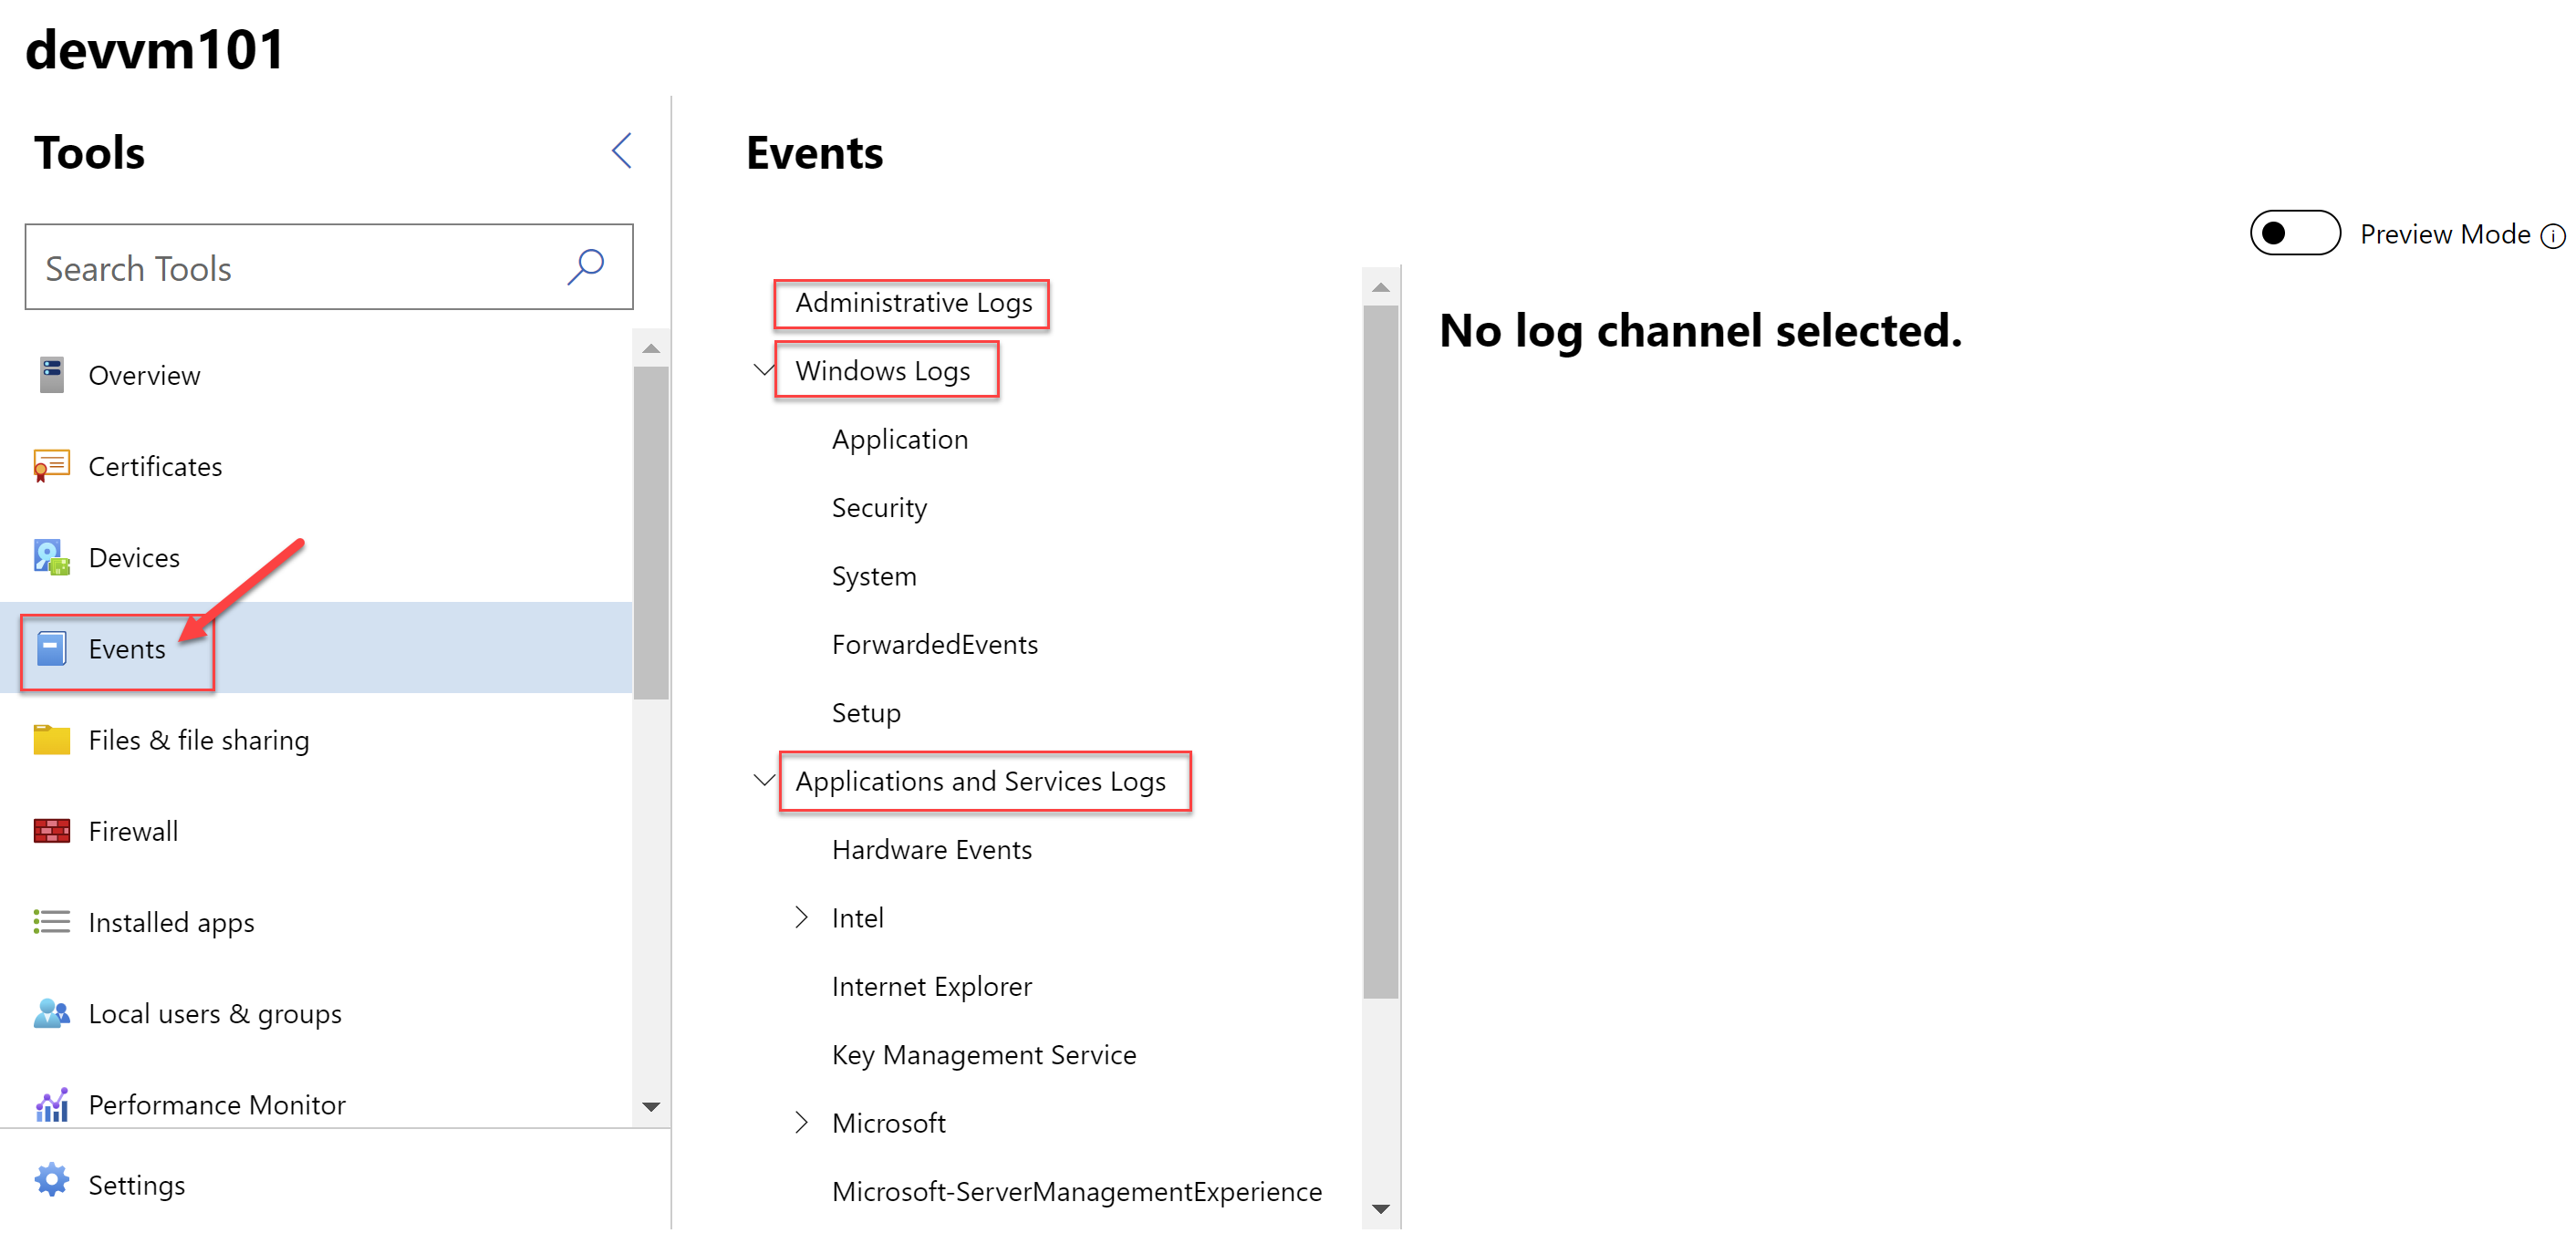 devvm101
Tools
Search Tools
Overview
Certificates
Devices
Events
Files & file sharing
Firewall
Installed apps
Local users & groups
Performance Monitor
Settings
Events
Preview Mode
Administrative Logs
Windows Logs
Application
Security
System
ForwardedEvents
Setup
Applications and Services Logs
Hardware Events
Intel
Internet Explorer
Key Management Service
Microsoft
Microsoft-ServerManagementExperience
No log channel selected.